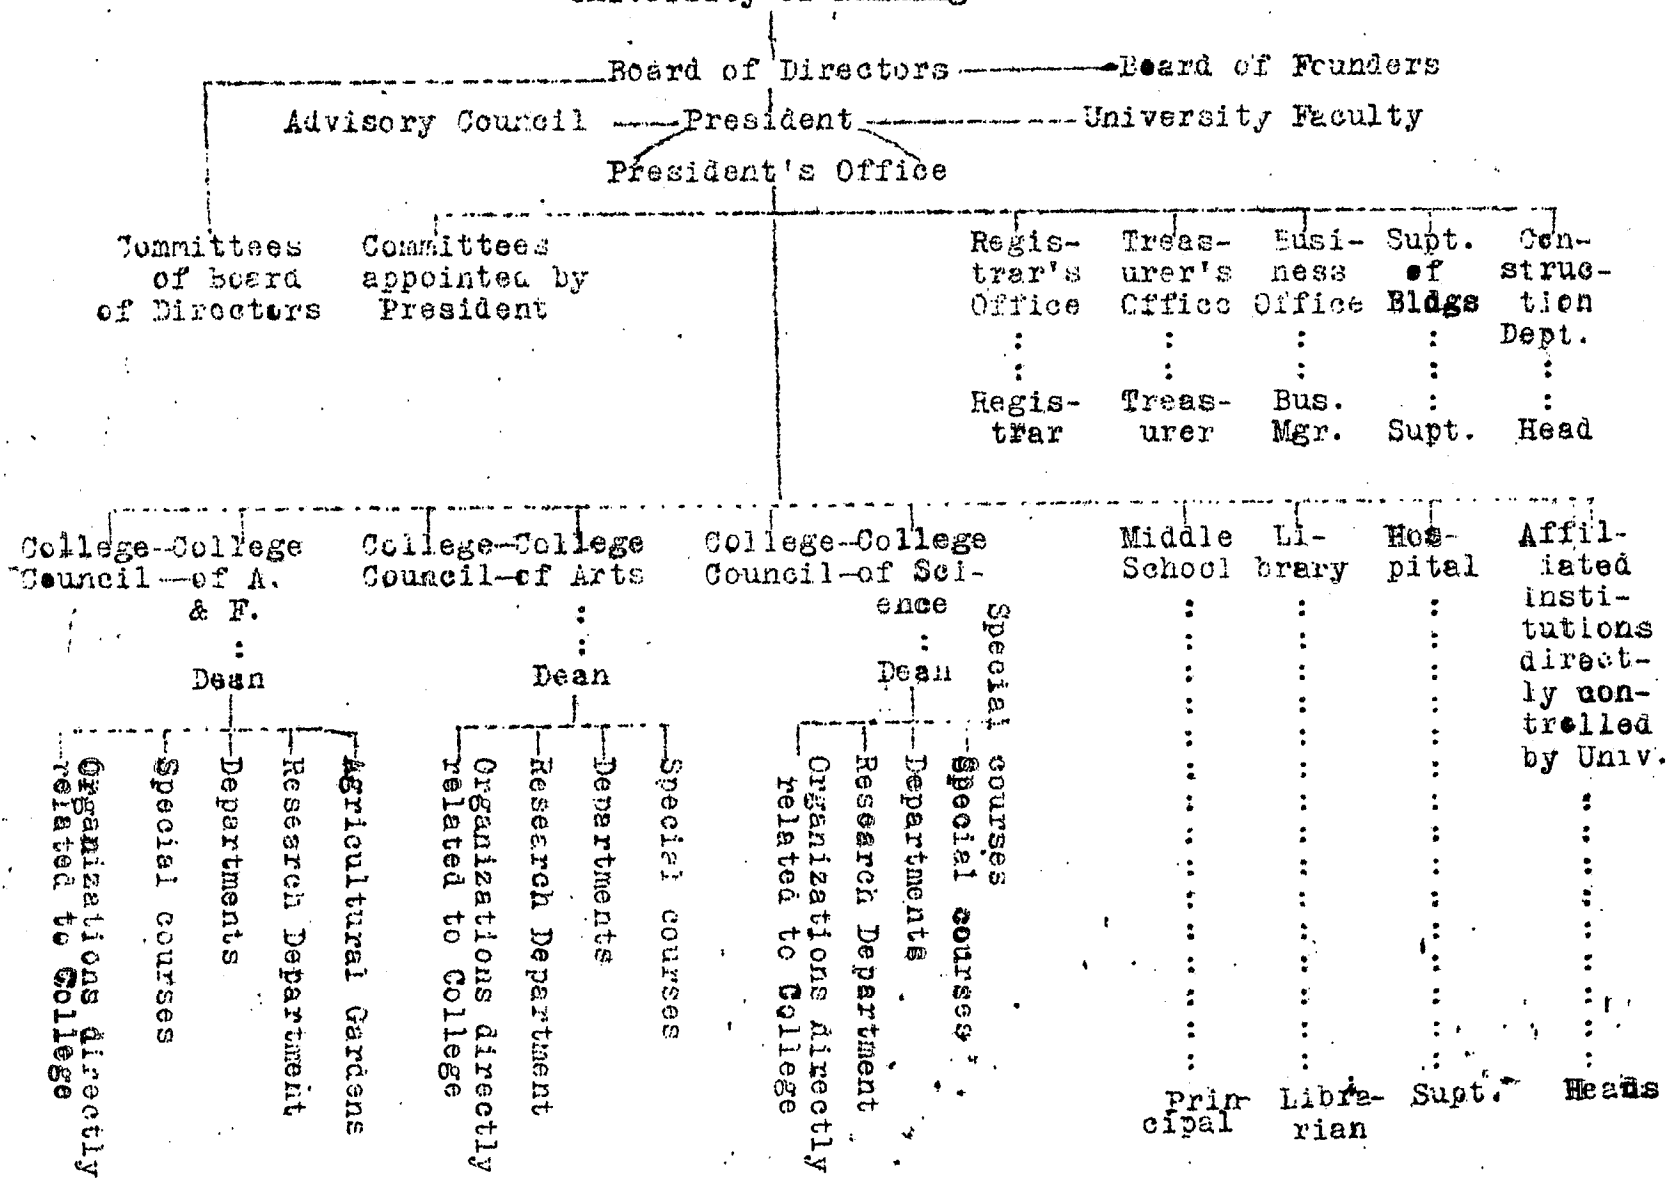 Board of Directors Board of Founders
Advisory Council President University Faculty
President's Office
Committees of Board of Directors
Committees appointed by President
Regis-
trar's
Office
Regis-
trar
Treas-
urer's
Office
Treas-
urer
Busi-
ness
Office
Bus.
Mgr.
Supt.
of
Bldgs
Supt.
Con-
struc-
tion
Dept.
Head
College--College
Council--of A.
& F.
Dean
Organizations directly
related to College
Special courses
Departments
Research Department
Agricultural Gardens
College--College
Council--of Arts
Dean
Organizations directly
related to College
Research Department
Departments
Special courses
College--College
Council--of Sci-
ence
Dean
Organizations directly
related to College
Research Department
Departments
Special courses
Special courses
Middle
School
Prin-
cipal
Li-
brary
Libra-
rian
Hos-
pital
Supt.
Affil-
iated
insti-
tutions
direct-
ly con-
trolled
by Univ.
Heads